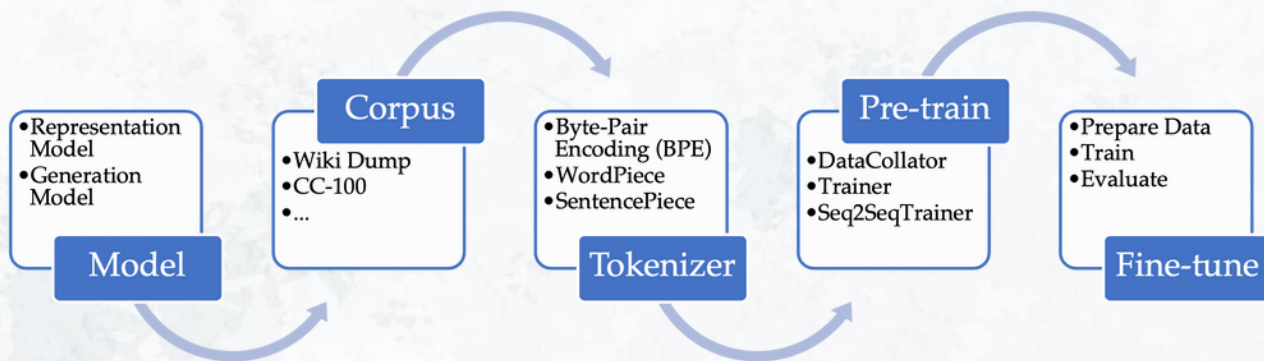 •Representation
Model
•Generation
Model
Model
Corpus
•Wiki Dump
•CC-100
•...
•Byte-Pair
Encoding (BPE)
•WordPiece
•SentencePiece
Tokenizer
Pre-train
•DataCollator
•Trainer
•Seq2SeqTrainer
•Prepare Data
•Train
•Evaluate
Fine-tune